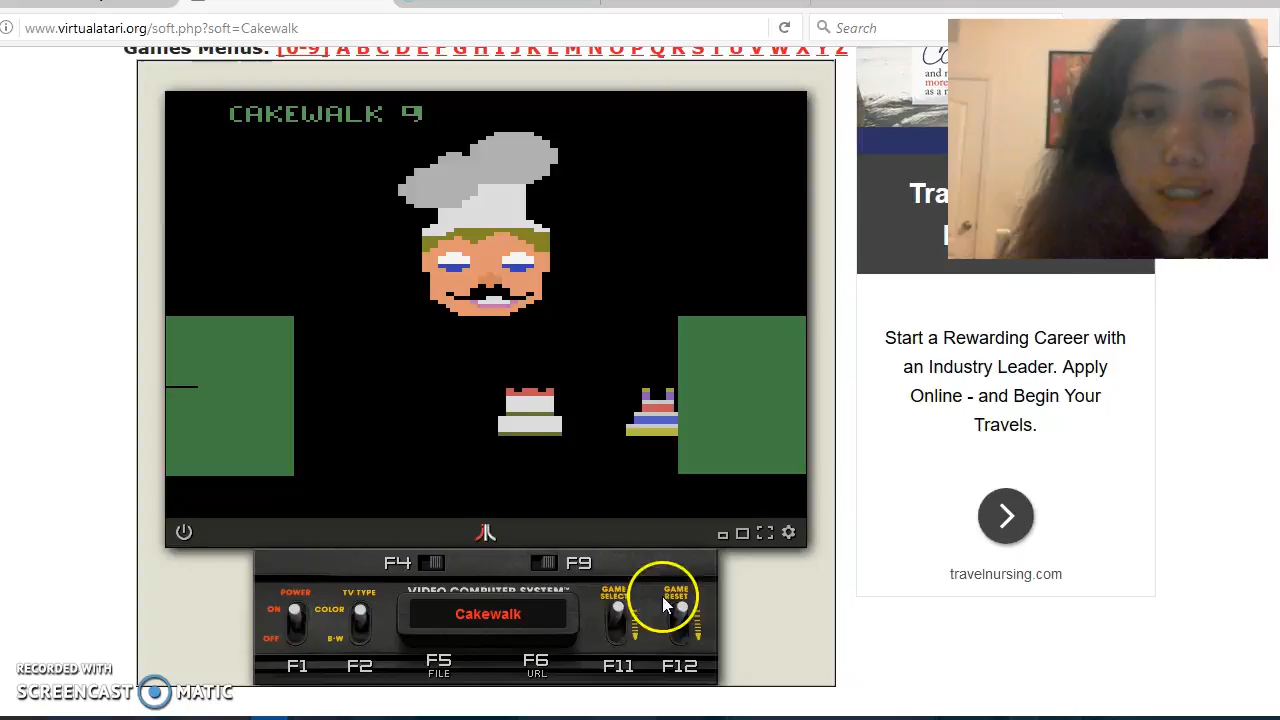 www.virtualatari.org/soft.php?soft=Cakewalk
Search
Games Menus: [0-9] A B C D E F G H I J K L M N O P Q R S T U V W X Y Z
CAKEWALK 9
and m
more
as a r
Tra
Start a Rewarding Career with
an Industry Leader. Apply
Online - and Begin Your
Travels.
travelnursing.com
F4
F9
VIDEO COMPUTER SYSTEM
POWER
ON
OFF
TV TYPE
COLOR
B·W
Cakewalk
GAME
SELECT
GAME
RESET
F1
F2
F5
FILE
F6
URL
F11
F12
RECORDED WITH
SCREENCAST MATIC